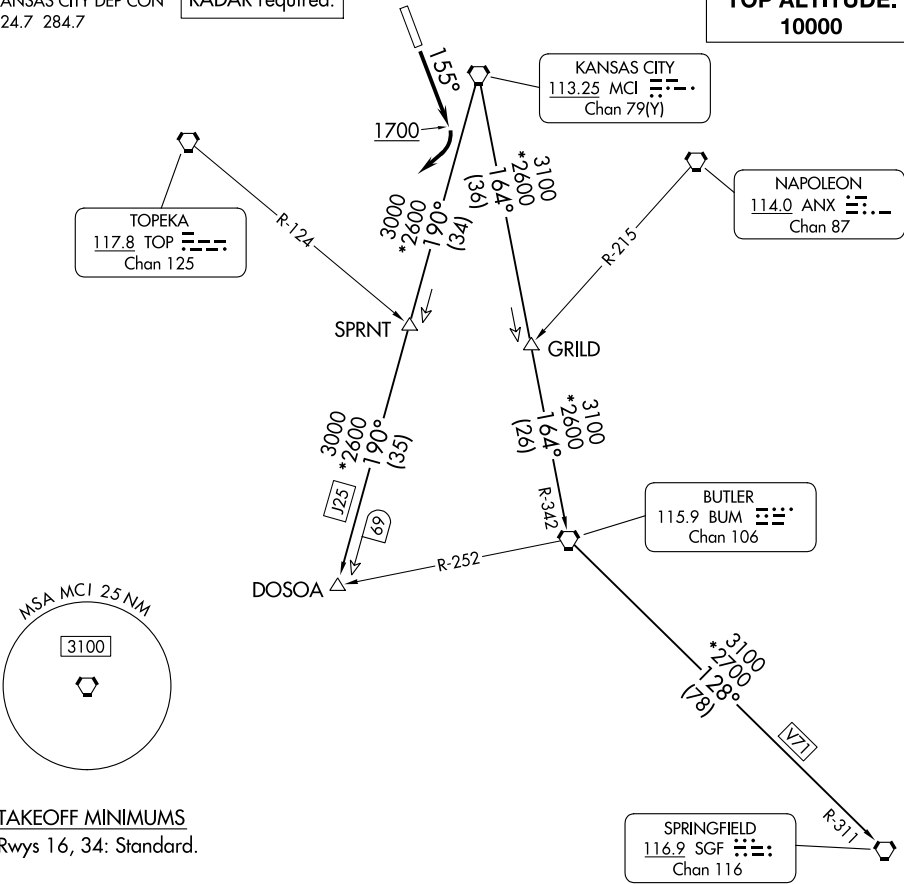 KANSAS CITY DEP CON
24.7 284.7
RADAR required.
TOP ALTITUDE:
10000
155°
1700
KANSAS CITY
113.25 MCI
Chan 79(Y)
TOPEKA
117.8 TOP
Chan 125
NAPOLEON
114.0 ANX
Chan 87
R-124
3000
*2600
190°
(34)
3100
*2600
164°
(36)
R-215
SPRNT
GRILD
3000
*2600
190°
(35)
J25
69
3100
*2600
164°
(26)
R-342
BUTLER
115.9 BUM
Chan 106
R-252
DOSOA
MSA MCI 25 NM
3100
3100
*2700
128°
(78)
V71
R-311
SPRINGFIELD
116.9 SGF
Chan 116
TAKEOFF MINIMUMS
Rwys 16, 34: Standard.